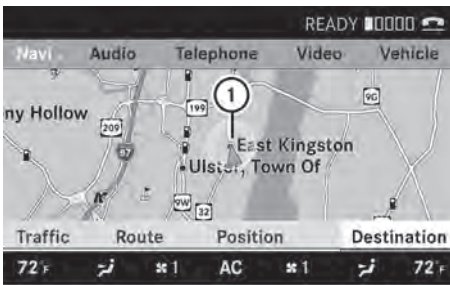 READY
Navi Audio Telephone Video Vehicle
1
9G
199
ny Hollow
209
East Kingston
87
Ulster, Town Of
9W
32
Traffic Route Position Destination
72°F 1 AC 1 72°F